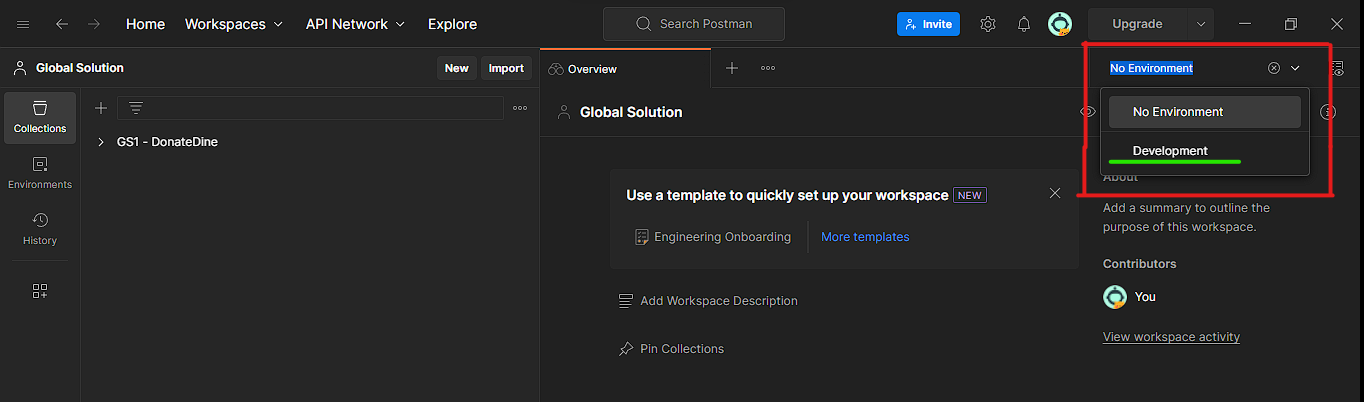 Home Workspaces API Network Explore Search Postman Invite Upgrade
Global Solution New Import Overview No Environment
Collections
GS1 - DonateDine
Global Solution
No Environment
Development
Environments
History
Use a template to quickly set up your workspace NEW
Engineering Onboarding More templates
Add Workspace Description
Pin Collections
About
Add a summary to outline the
purpose of this workspace.
Contributors
You
View workspace activity